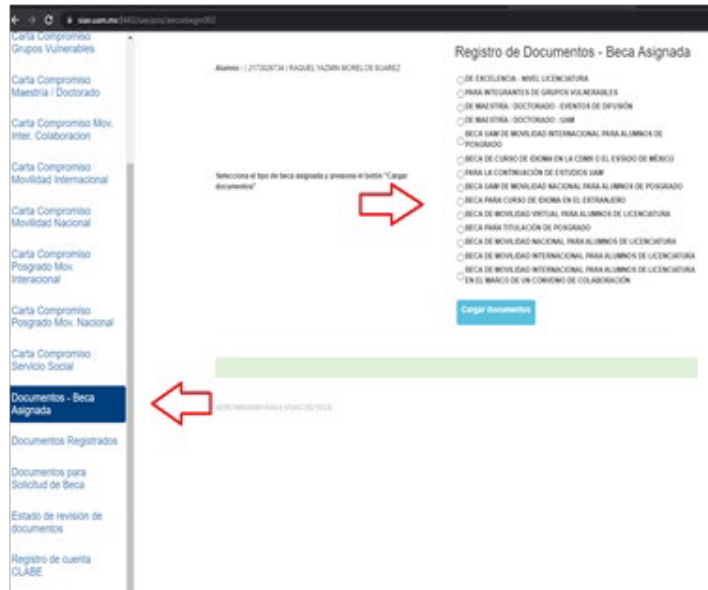 Carta Compromiso
Grupos Vulnerables
Carta Compromiso
Maestría / Doctorado
Carta Compromiso Mov.
Inter. Colaboracion
Carta Compromiso
Movilidad Internacional
Carta Compromiso
Movilidad Nacional
Carta Compromiso
Posgrado Mov.
Interacional
Carta Compromiso
Posgrado Mov. Nacional
Carta Compromiso
Servicio Social
Documentos - Beca
Asignada
Documentos Registrados
Documentos para
Solicitud de Beca
Estado de revisión de
documentos
Registro de cuenta
CLABE
Registro de Documentos - Beca Asignada
Alumno : | 2173028734 | RAQUEL YAZMIN MORELOS SUAREZ
Selecciona el tipo de beca asignada y presiona el botón "Cargar
documentos"
DE EXCELENCIA - NIVEL LICENCIATURA
PARA INTEGRANTES DE GRUPOS VULNERABLES
DE MAESTRÍA / DOCTORADO - EVENTOS DE DIFUSIÓN
DE MAESTRÍA / DOCTORADO - UAM
BECA UAM DE MOVILIDAD INTERNACIONAL PARA ALUMNOS DE
POSGRADO
BECA DE CURSO DE IDIOMA EN LA CDMX O EL ESTADO DE MÉXICO
PARA LA CONTINUACIÓN DE ESTUDIOS UAM
BECA UAM DE MOVILIDAD NACIONAL PARA ALUMNOS DE POSGRADO
BECA PARA CURSO DE IDIOMA EN EL EXTRANJERO
BECA DE MOVILIDAD VIRTUAL PARA ALUMNOS DE LICENCIATURA
BECA PARA TITULACIÓN DE POSGRADO
BECA DE MOVILIDAD NACIONAL PARA ALUMNOS DE LICENCIATURA
BECA DE MOVILIDAD INTERNACIONAL PARA ALUMNOS DE LICENCIATURA
BECA DE MOVILIDAD INTERNACIONAL PARA ALUMNOS DE LICENCIATURA
EN EL MARCO DE UN CONVENIO DE COLABORACIÓN
Cargar documentos